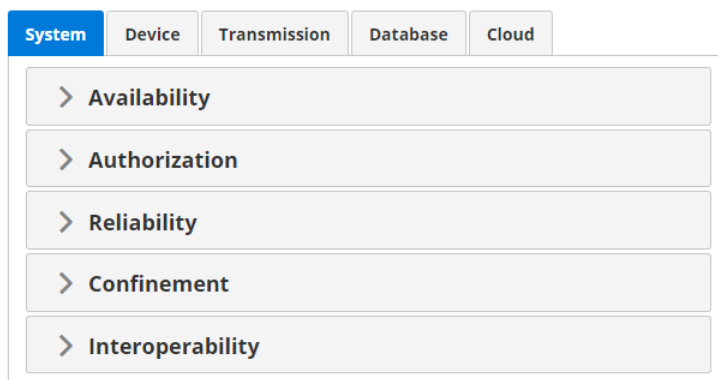 System Device Transmission Database Cloud
Availability
Authorization
Reliability
Confinement
Interoperability